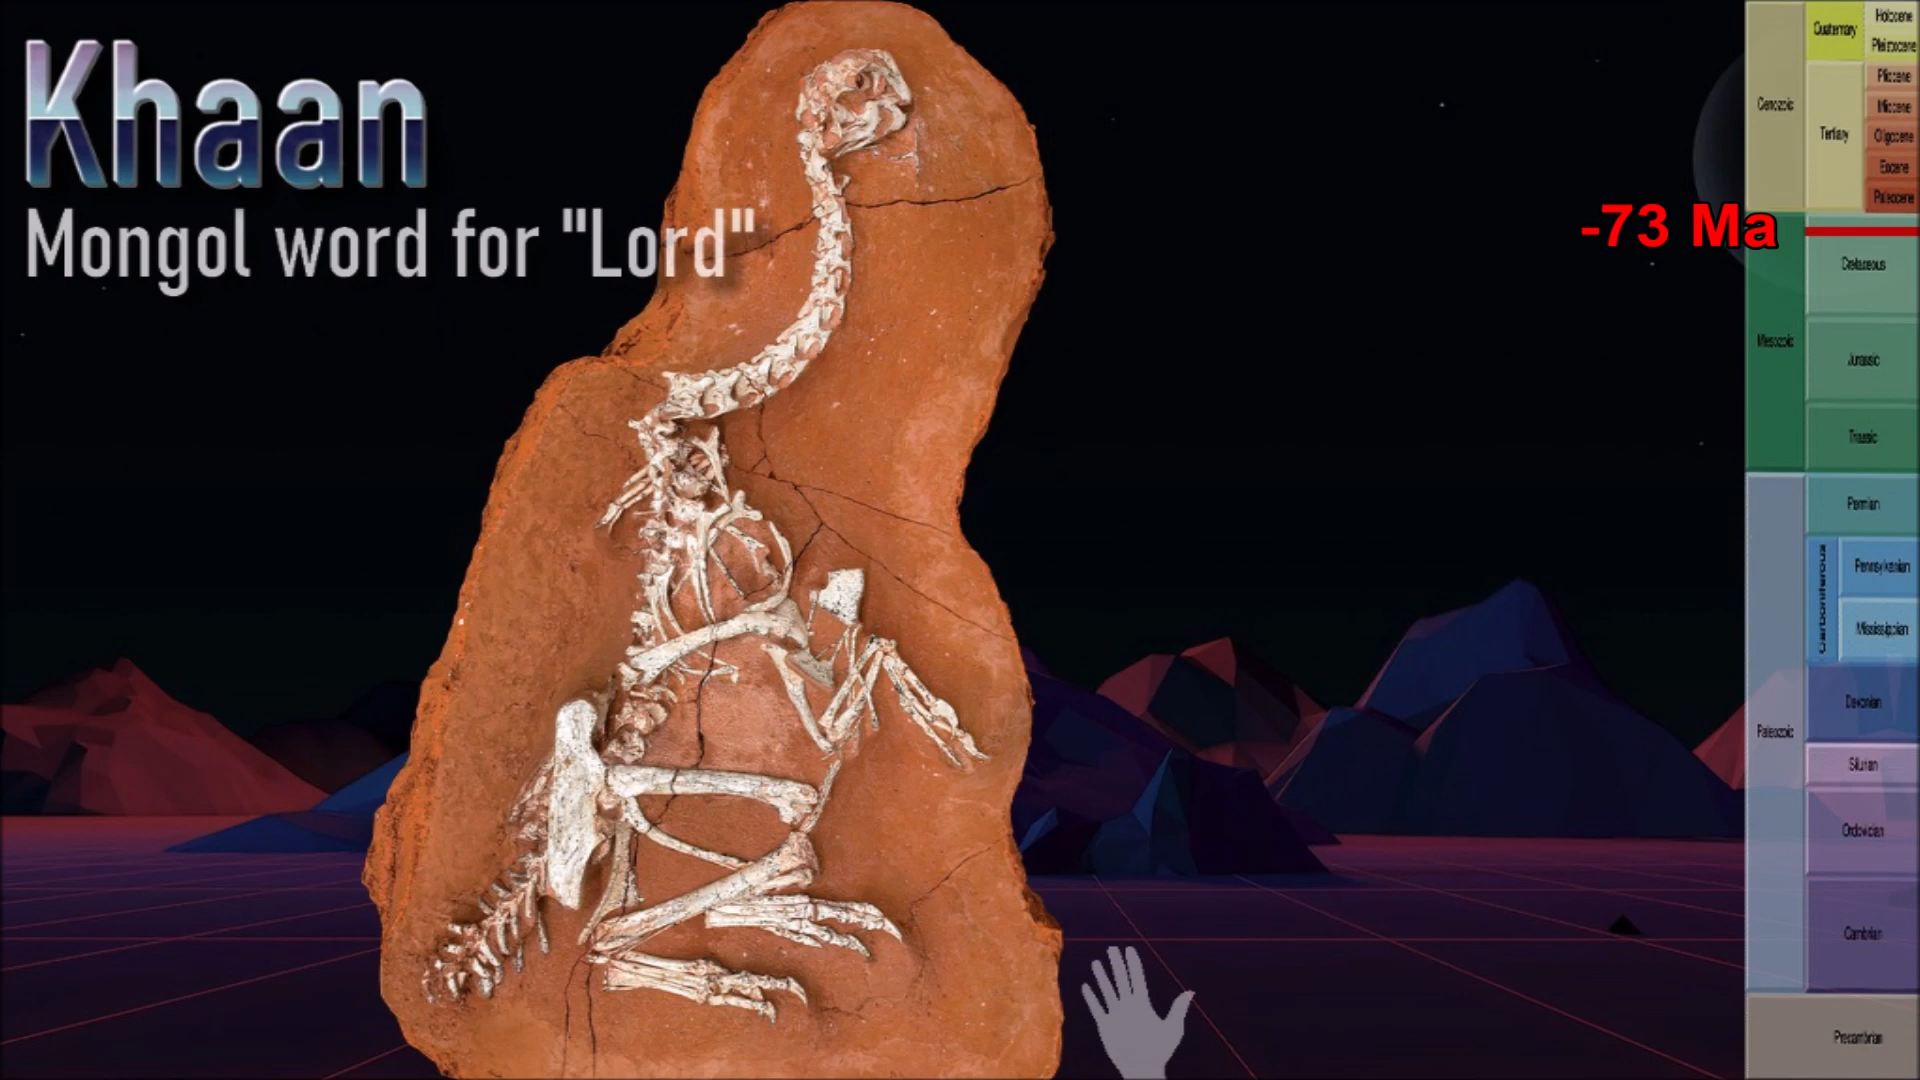 Khaan
Mongol word for "Lord"
-73 Ma
Cenozoic
Quaternary
Holocene
Pleistocene
Tertiary
Pliocene
Miocene
Oligocene
Eocene
Paleocene
Mesozoic
Cretaceous
Jurassic
Triassic
Paleozoic
Permian
Carboniferous
Pennsylvanian
Mississippian
Devonian
Silurian
Ordovician
Cambrian
Precambrian